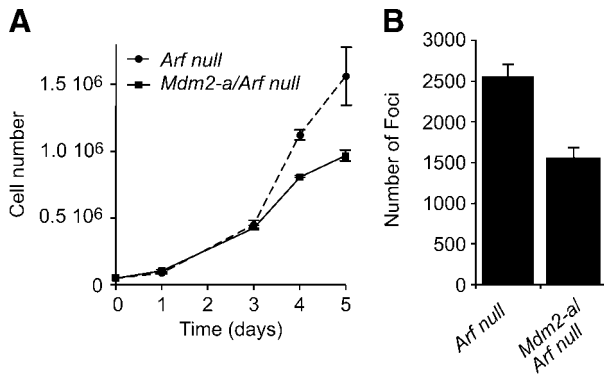 A
Arf null
Mdm2-a/Arf null
Cell number
1.5 10⁶
1.0 10⁶
0.5 10⁶
0
0 1 2 3 4 5
Time (days)
B
Number of Foci
3000
2500
2000
1500
1000
500
0
Arf null
Mdm2-a/
Arf null